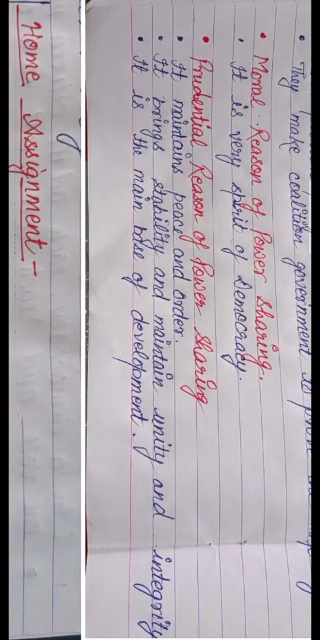 • They make coalition government to
• Moral Reason of Power Sharing.
• It is very spirit of Democracy.
• Prudential Reason of Power Sharing
• It maintains peace and order
• It brings stability and maintain unity and integrity
• It is the main base of development.
Home Assignment -